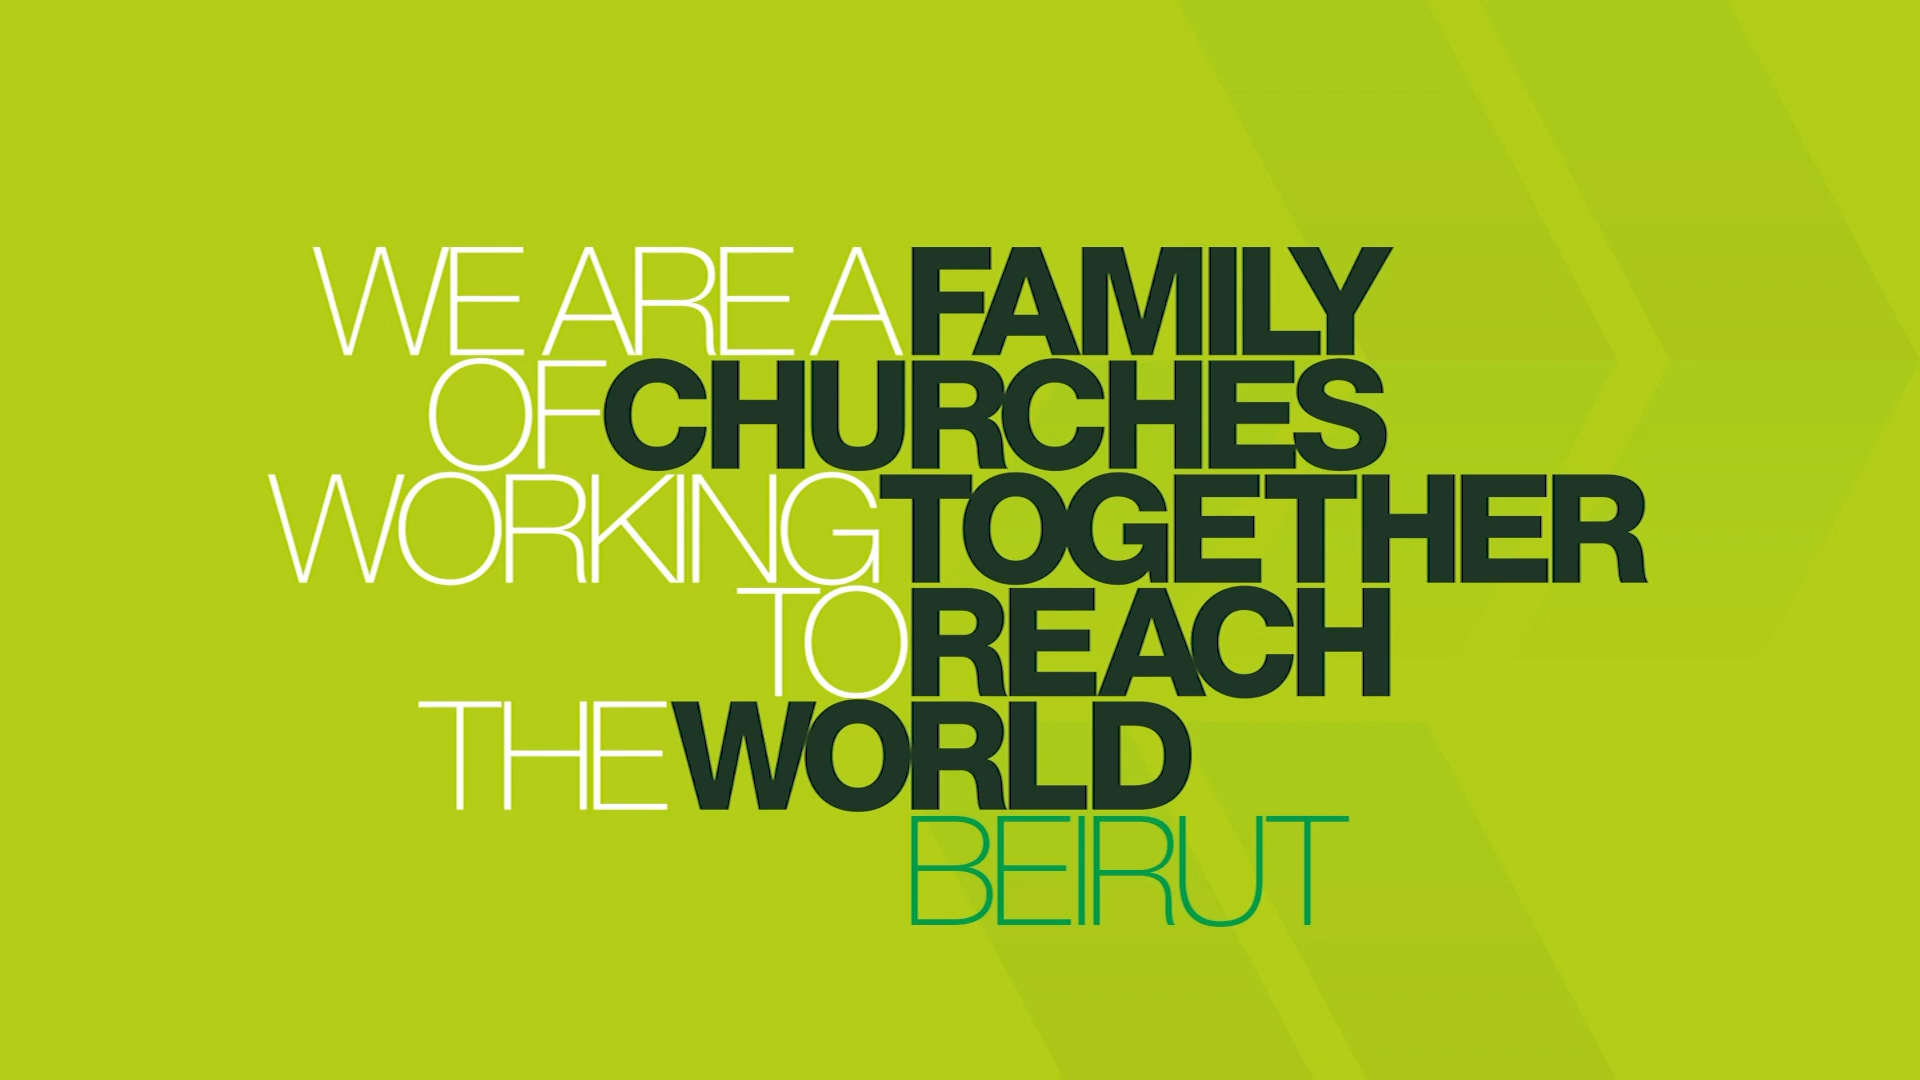 WE ARE A FAMILY
OF CHURCHES
WORKING TOGETHER
TO REACH
THE WORLD
BEIRUT